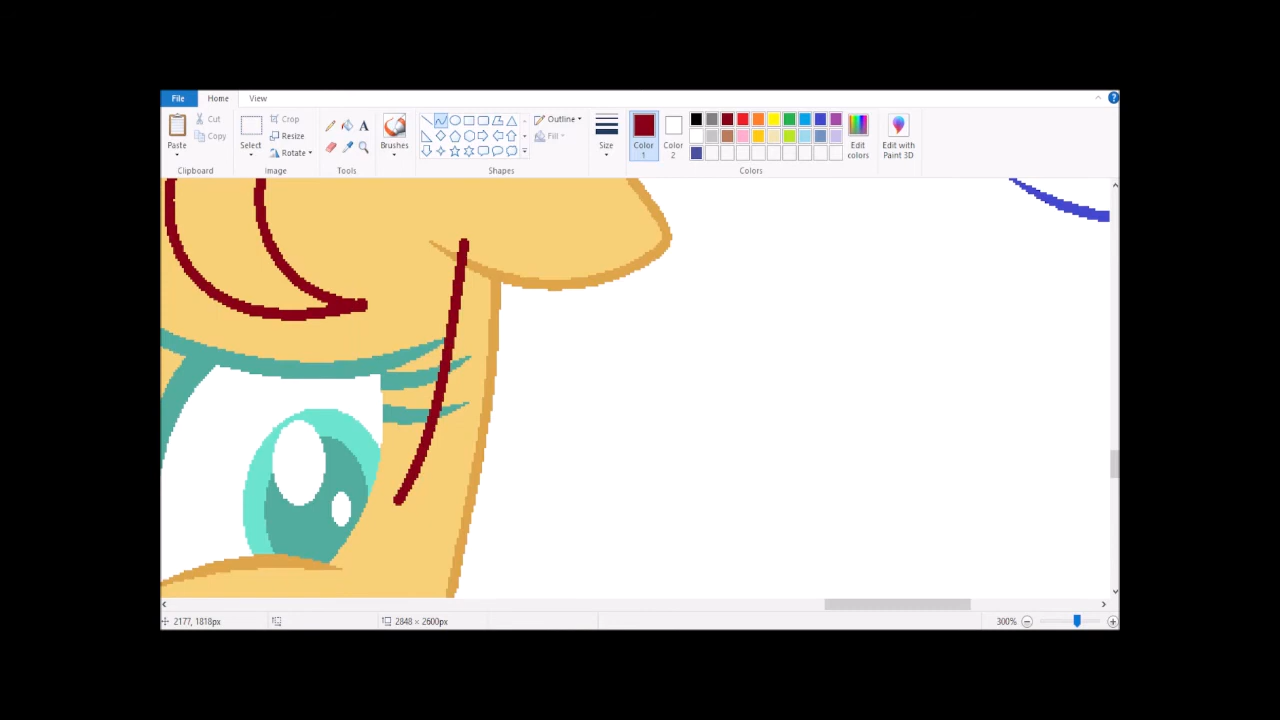 File Home View
Paste Cut Copy Select Crop Resize Rotate A Brushes Outline Fill Size Color 1 Color 2 Edit colors Edit with Paint 3D
Clipboard Image Tools Shapes Colors
2177, 1818px 2848 × 2600px 300%